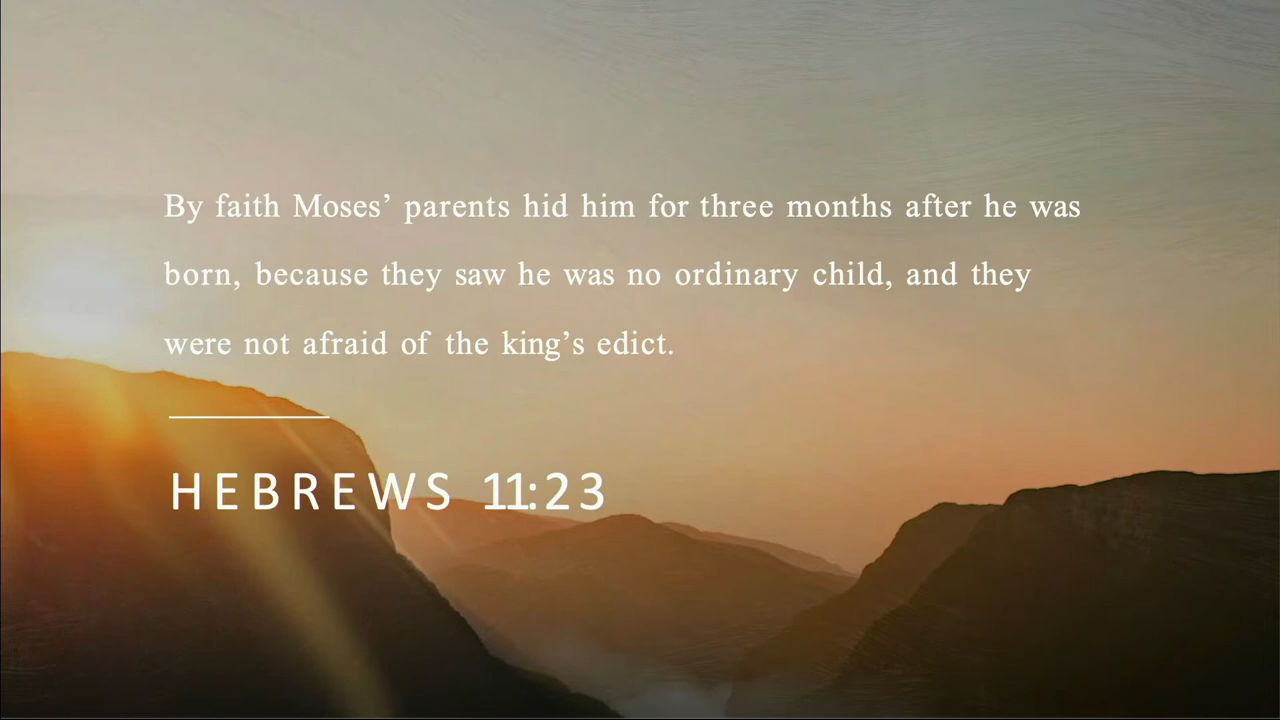 By faith Moses’ parents hid him for three months after he was
born, because they saw he was no ordinary child, and they
were not afraid of the king’s edict.
HEBREWS 11:23